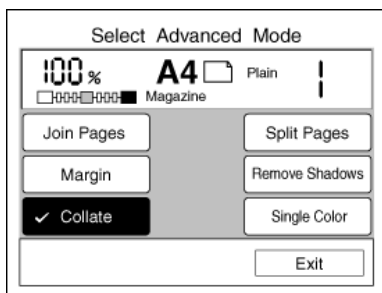 Select Advanced Mode
100 % A4 Plain 1
Magazine
Join Pages Split Pages
Margin Remove Shadows
✓ Collate Single Color
Exit